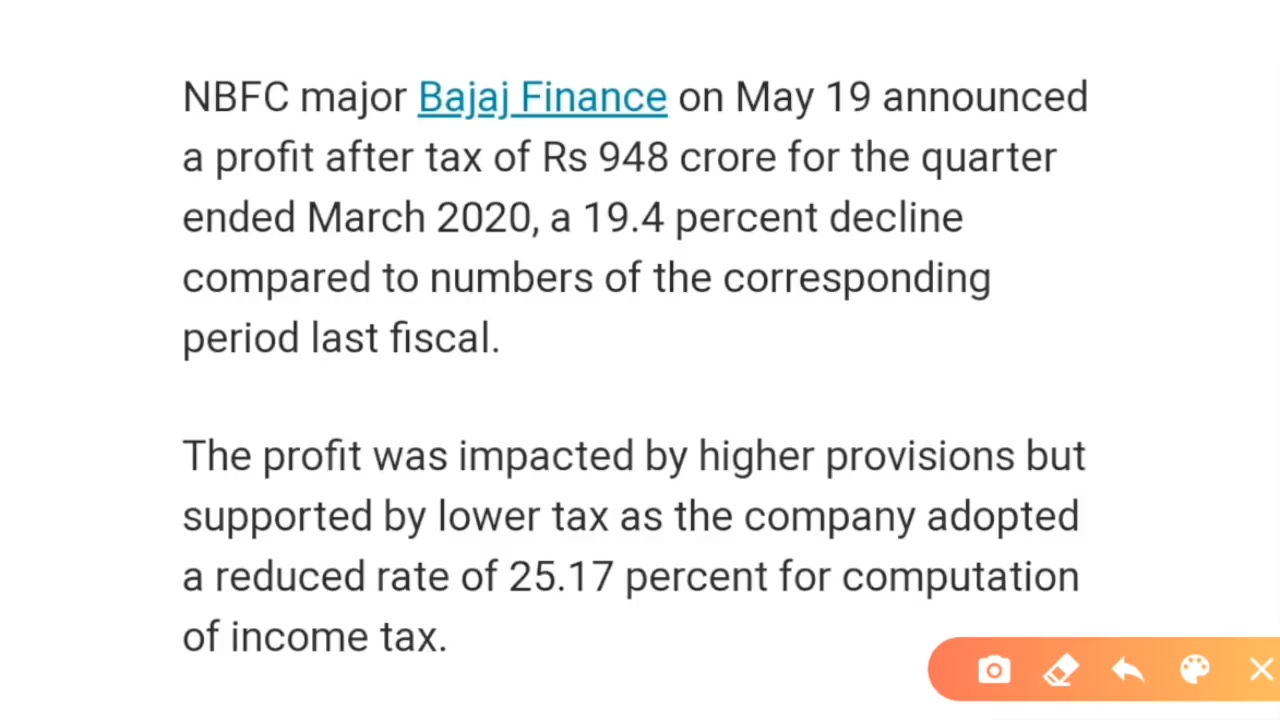 NBFC major Bajaj Finance on May 19 announced
a profit after tax of Rs 948 crore for the quarter
ended March 2020, a 19.4 percent decline
compared to numbers of the corresponding
period last fiscal.
The profit was impacted by higher provisions but
supported by lower tax as the company adopted
a reduced rate of 25.17 percent for computation
of income tax.